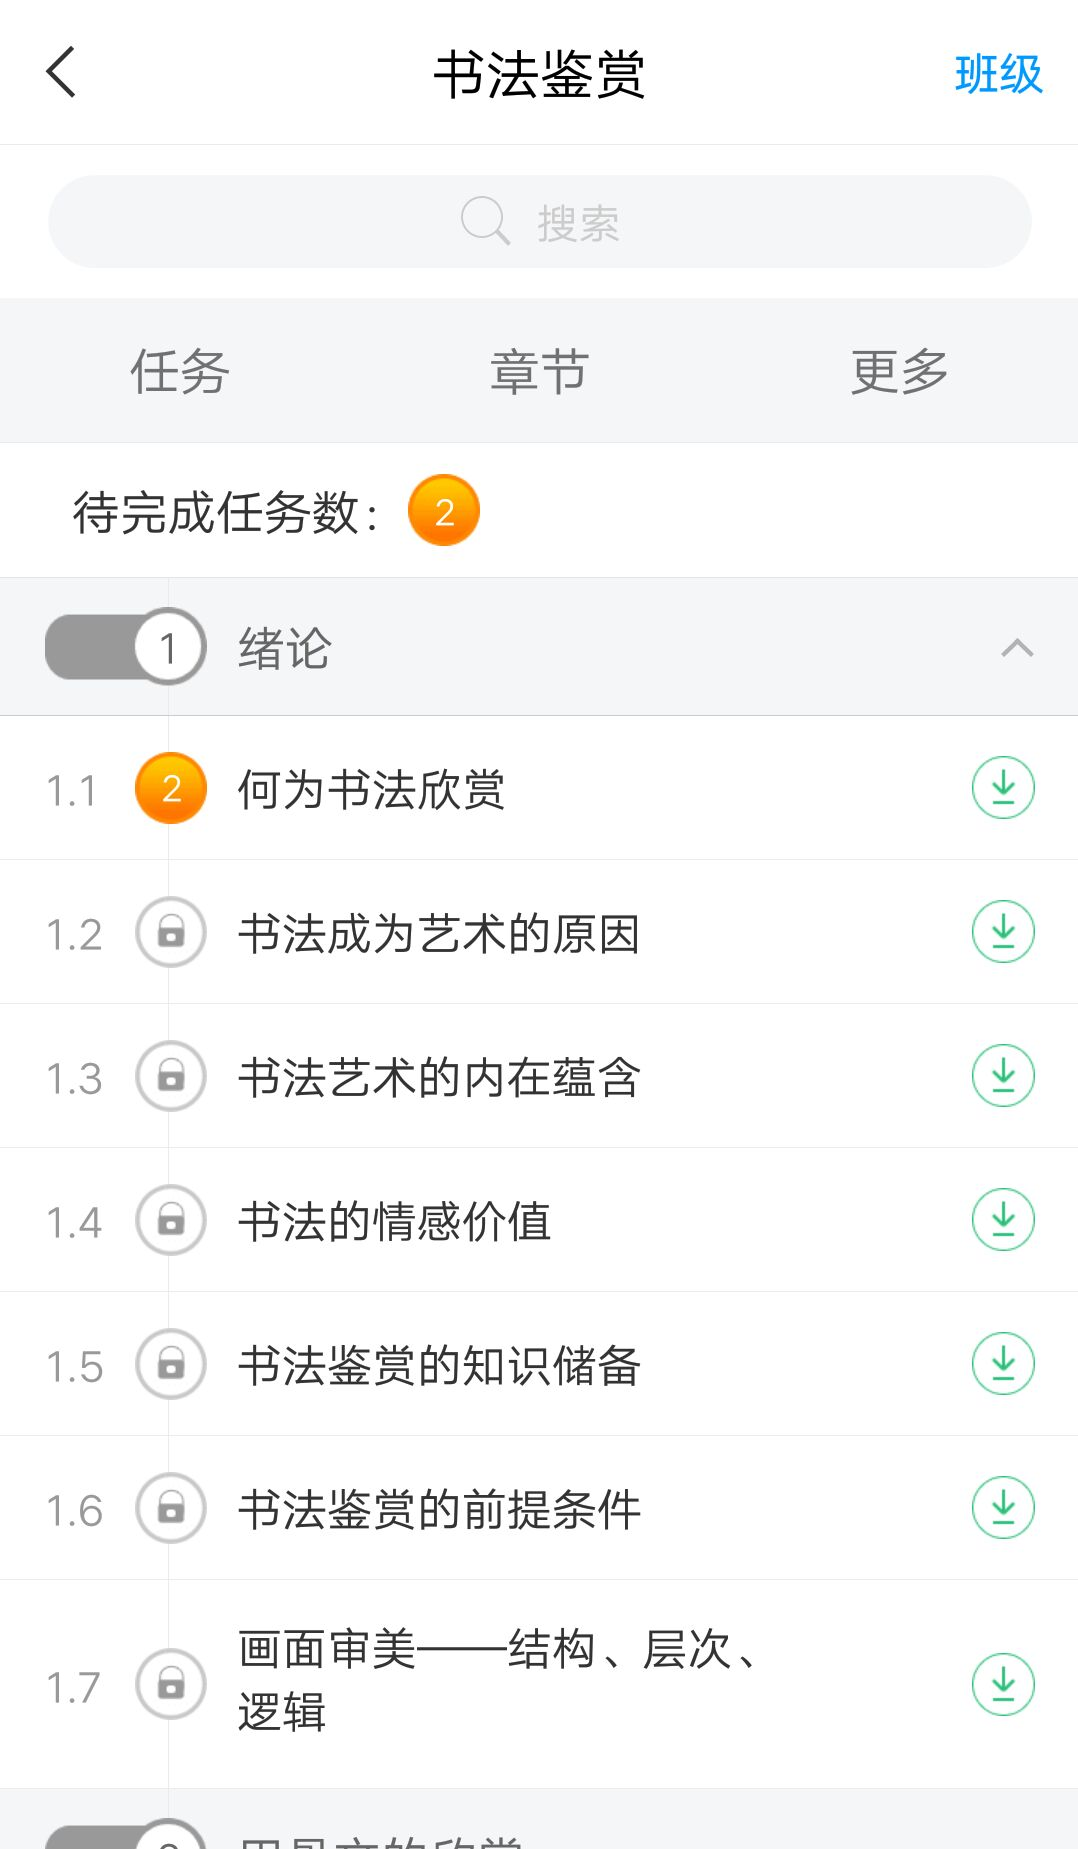 书法鉴赏
班级
搜索
任务 章节 更多
待完成任务数： 2
1 绪论
1.1 2 何为书法欣赏
1.2 书法成为艺术的原因
1.3 书法艺术的内在蕴含
1.4 书法的情感价值
1.5 书法鉴赏的知识储备
1.6 书法鉴赏的前提条件
1.7 画面审美——结构、层次、
逻辑